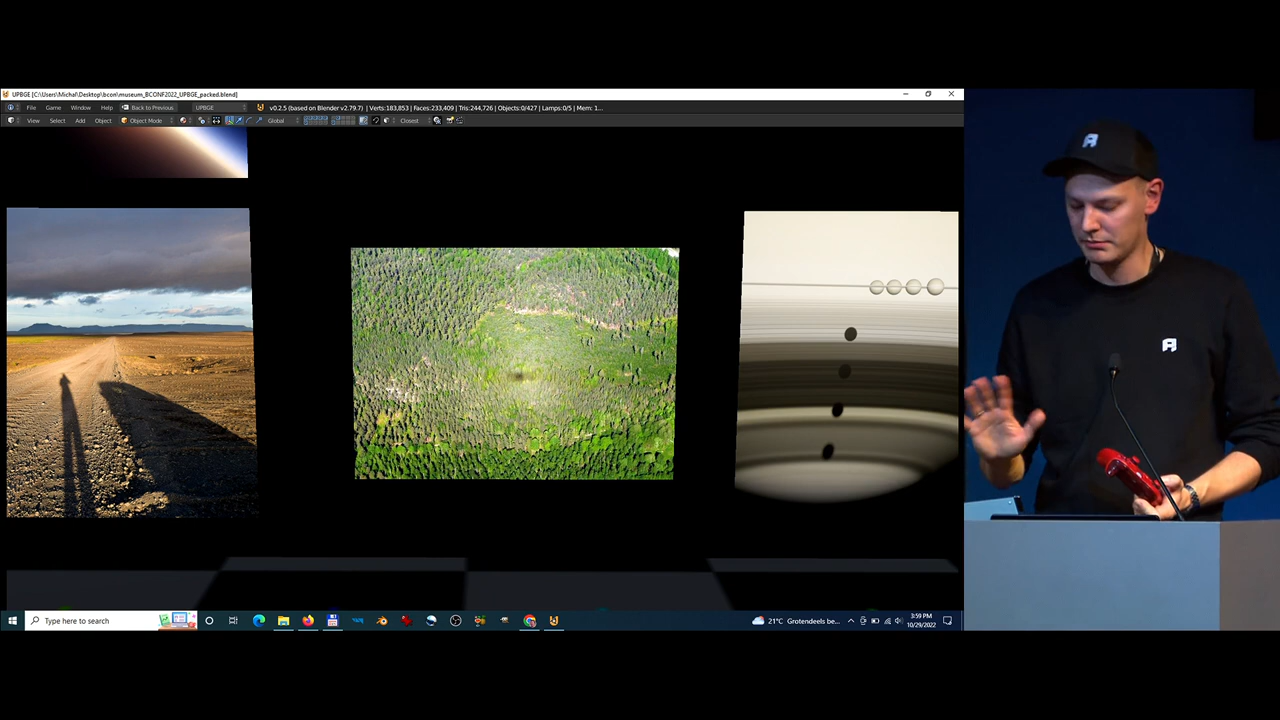 UPBGE [C:\Users\Michal\Desktop\bcon\museum_BCONF2022_UPBGE_packed.blend]
File Game Window Help Back to Previous UPBGE v0.2.5 (based on Blender v2.79.7) | Verts:183,853 | Faces:233,409 | Tris:244,726 | Objects:0/427 | Lamps:0/5 | Mem: 1...
View Select Add Object Object Mode Global Closest
Type here to search
21°C Grotendeels be...
3:59 PM
10/29/2022